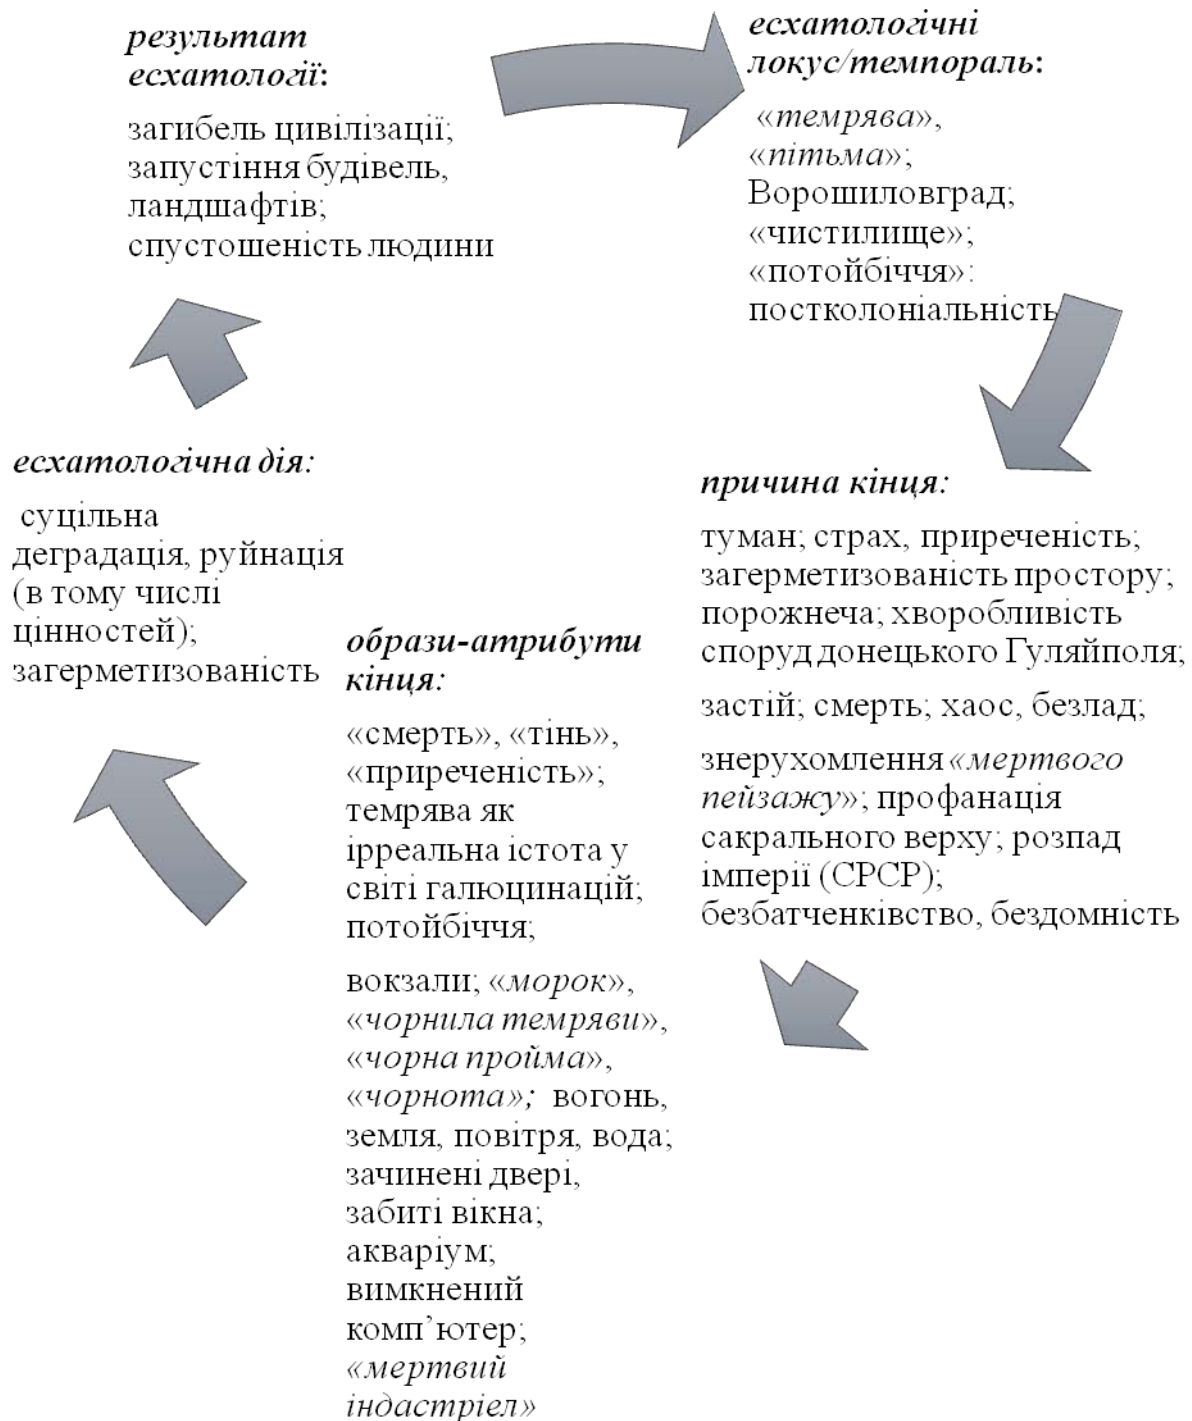 результат
есхатології:
загибель цивілізації;
запустіння будівель,
ландшафтів;
спустошеність людини
есхатологічні
локус/темпораль:
«темрява»,
«пітьма»;
Ворошиловград;
«чистилище»;
«потойбіччя»:
постколоніальність
причина кінця:
туман; страх, приреченість;
загерметизованість простору;
порожнеча; хворобливість
споруд донецького Гуляйполя;
застій; смерть; хаос, безлад;
знерухомлення «мертвого
пейзажу»; профанація
сакрального верху; розпад
імперії (СРСР);
безбатченківство, бездомність
образи-атрибути
кінця:
«смерть», «тінь»,
«приреченість»;
темрява як
ірреальна істота у
світі галюцинацій;
потойбіччя;
вокзали; «морок»,
«чорнила темряви»,
«чорна пройма»,
«чорнота»; вогонь,
земля, повітря, вода;
зачинені двері,
забиті вікна;
акваріум;
вимкнений
комп’ютер;
«мертвий
індастріел»
есхатологічна дія:
суцільна
деградація, руйнація
(в тому числі
цінностей);
загерметизованість